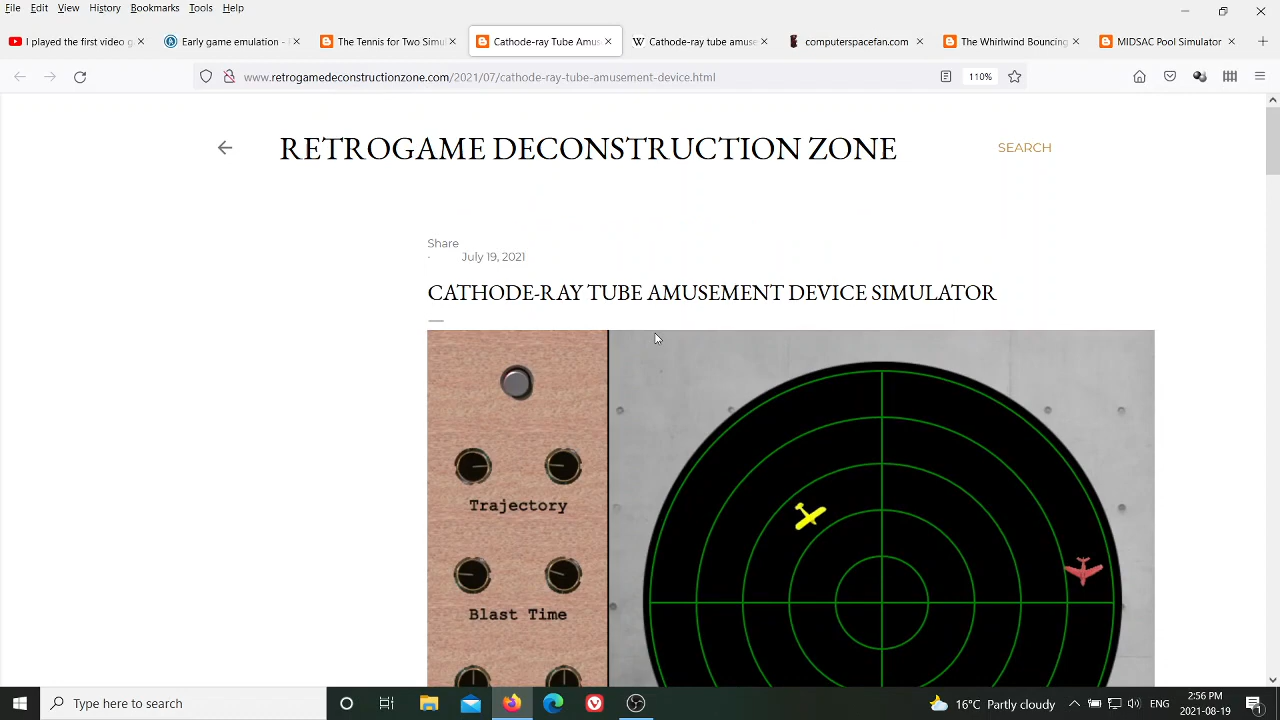 File Edit View History Bookmarks Tools Help
I played the first video g
Early game emulation -
The Tennis for Two Simul
Cathode-ray Tube Amus
Cathode-ray tube amuse
computerspacefan.com
The Whirlwind Bouncing
MIDSAC Pool Simulator
www.retrogamedeconstructionzone.com/2021/07/cathode-ray-tube-amusement-device.html
110%
RETROGAME DECONSTRUCTION ZONE
SEARCH
Share
· July 19, 2021
CATHODE-RAY TUBE AMUSEMENT DEVICE SIMULATOR
Trajectory
Blast Time
Type here to search
16°C Partly cloudy
ENG
2:56 PM
2021-08-19
1